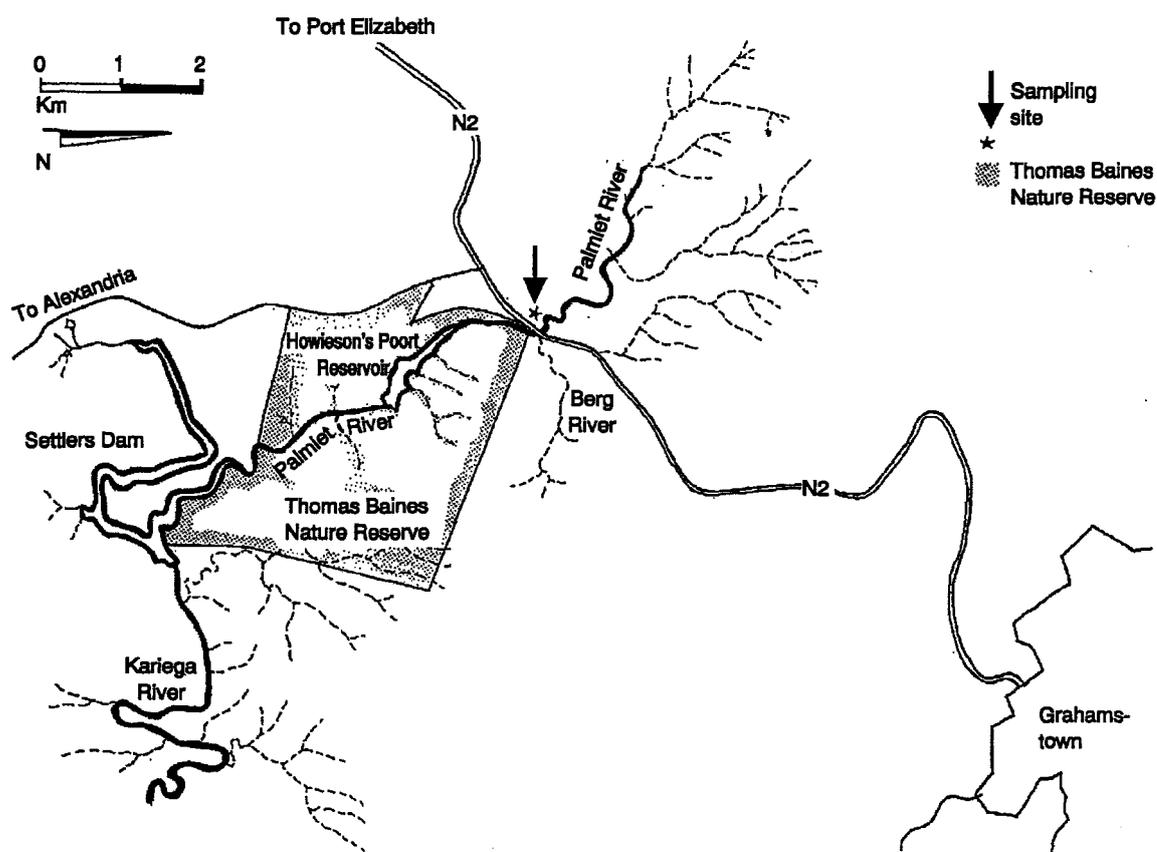 To Port Elizabeth
0 1 2
Km
N
N2
Sampling
site
Thomas Baines
Nature Reserve
Palmiet River
To Alexandria
Howieson's Poort
Reservoir
Berg
River
Palmiet River
Settlers Dam
N2
Thomas Baines
Nature Reserve
Kariega
River
Grahams-
town